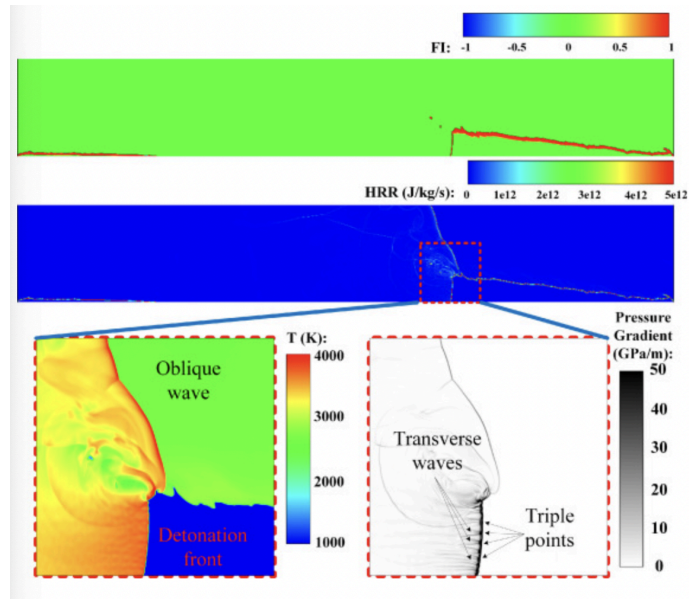 FI: -1 -0.5 0 0.5 1
HRR (J/kg/s): 0 1e12 2e12 3e12 4e12 5e12
T (K):
4000
3000
2000
1000
Oblique
wave
Detonation
front
Pressure
Gradient
(GPa/m):
50
40
30
20
10
0
Transverse
waves
Triple
points